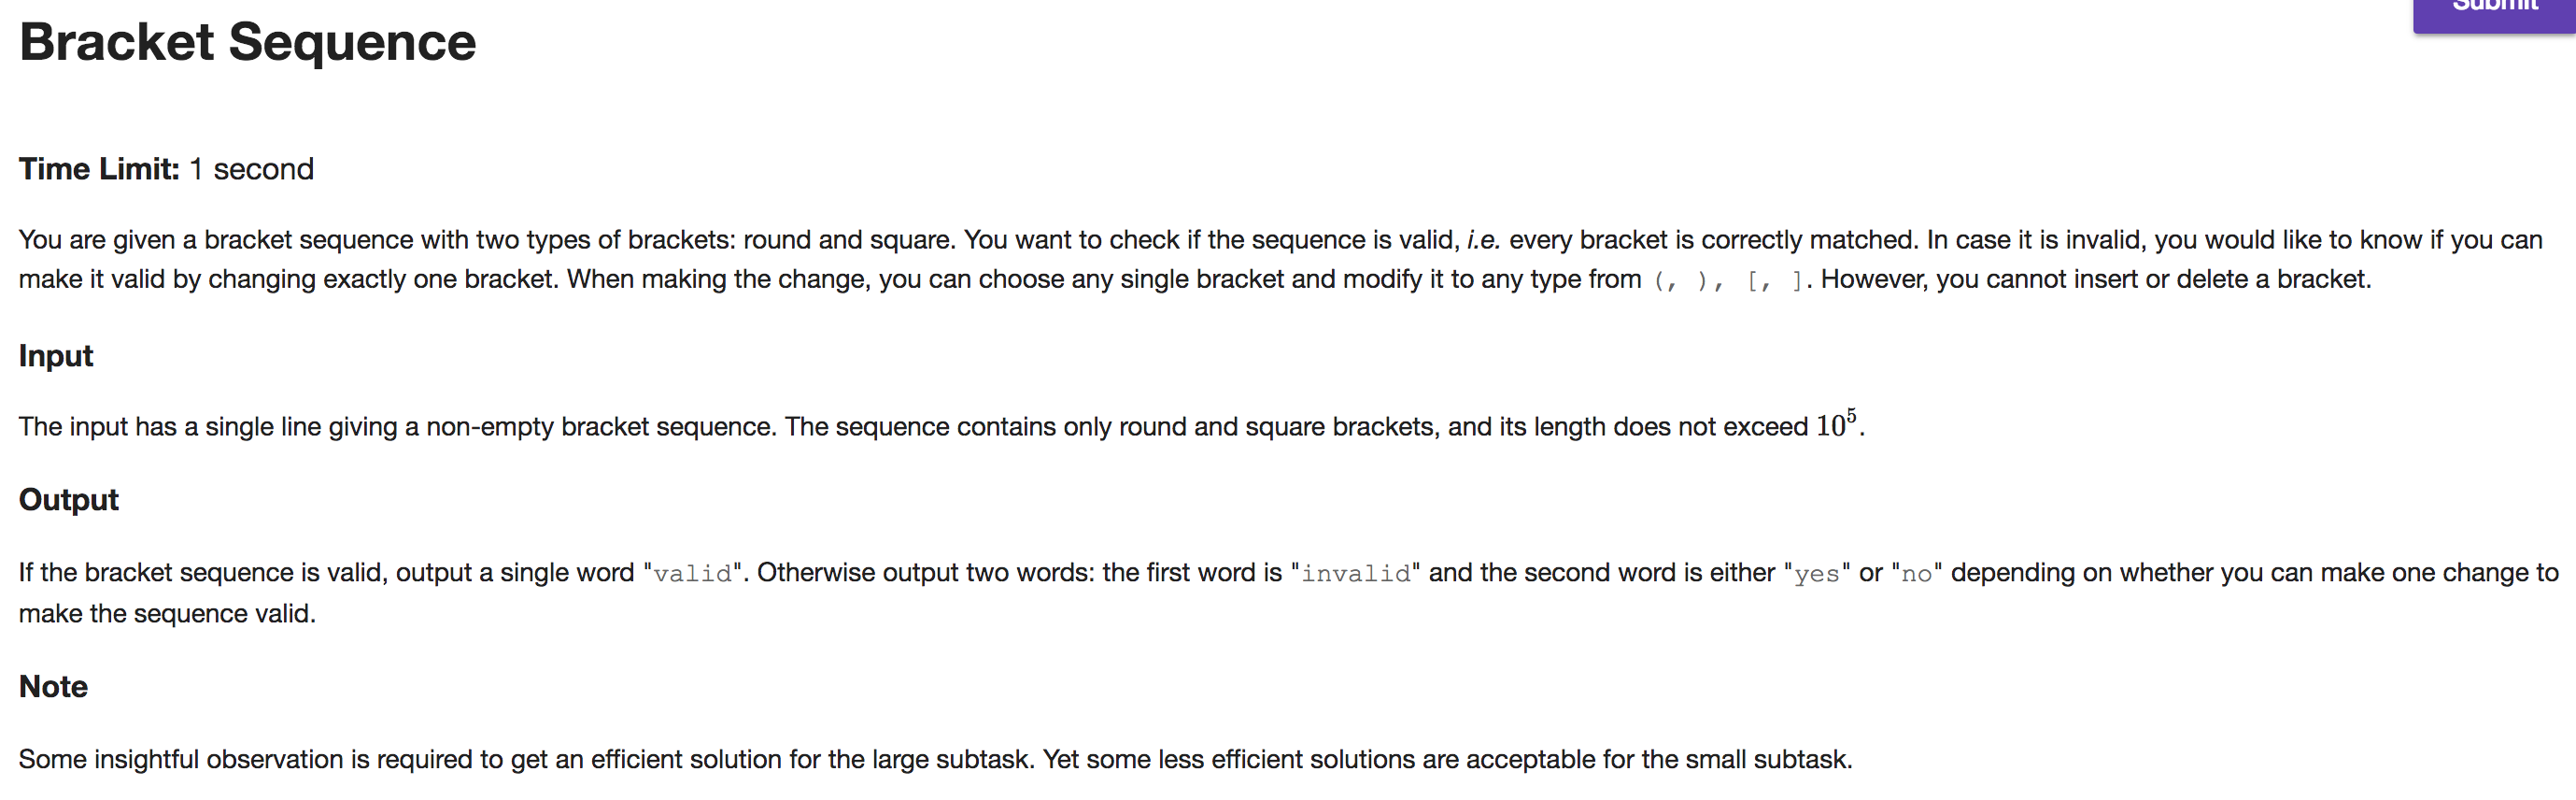 Submit
Bracket Sequence
Time Limit: 1 second
You are given a bracket sequence with two types of brackets: round and square. You want to check if the sequence is valid, i.e. every bracket is correctly matched. In case it is invalid, you would like to know if you can
make it valid by changing exactly one bracket. When making the change, you can choose any single bracket and modify it to any type from (, ), [, ]. However, you cannot insert or delete a bracket.
Input
The input has a single line giving a non-empty bracket sequence. The sequence contains only round and square brackets, and its length does not exceed 10⁵.
Output
If the bracket sequence is valid, output a single word "valid". Otherwise output two words: the first word is "invalid" and the second word is either "yes" or "no" depending on whether you can make one change to
make the sequence valid.
Note
Some insightful observation is required to get an efficient solution for the large subtask. Yet some less efficient solutions are acceptable for the small subtask.